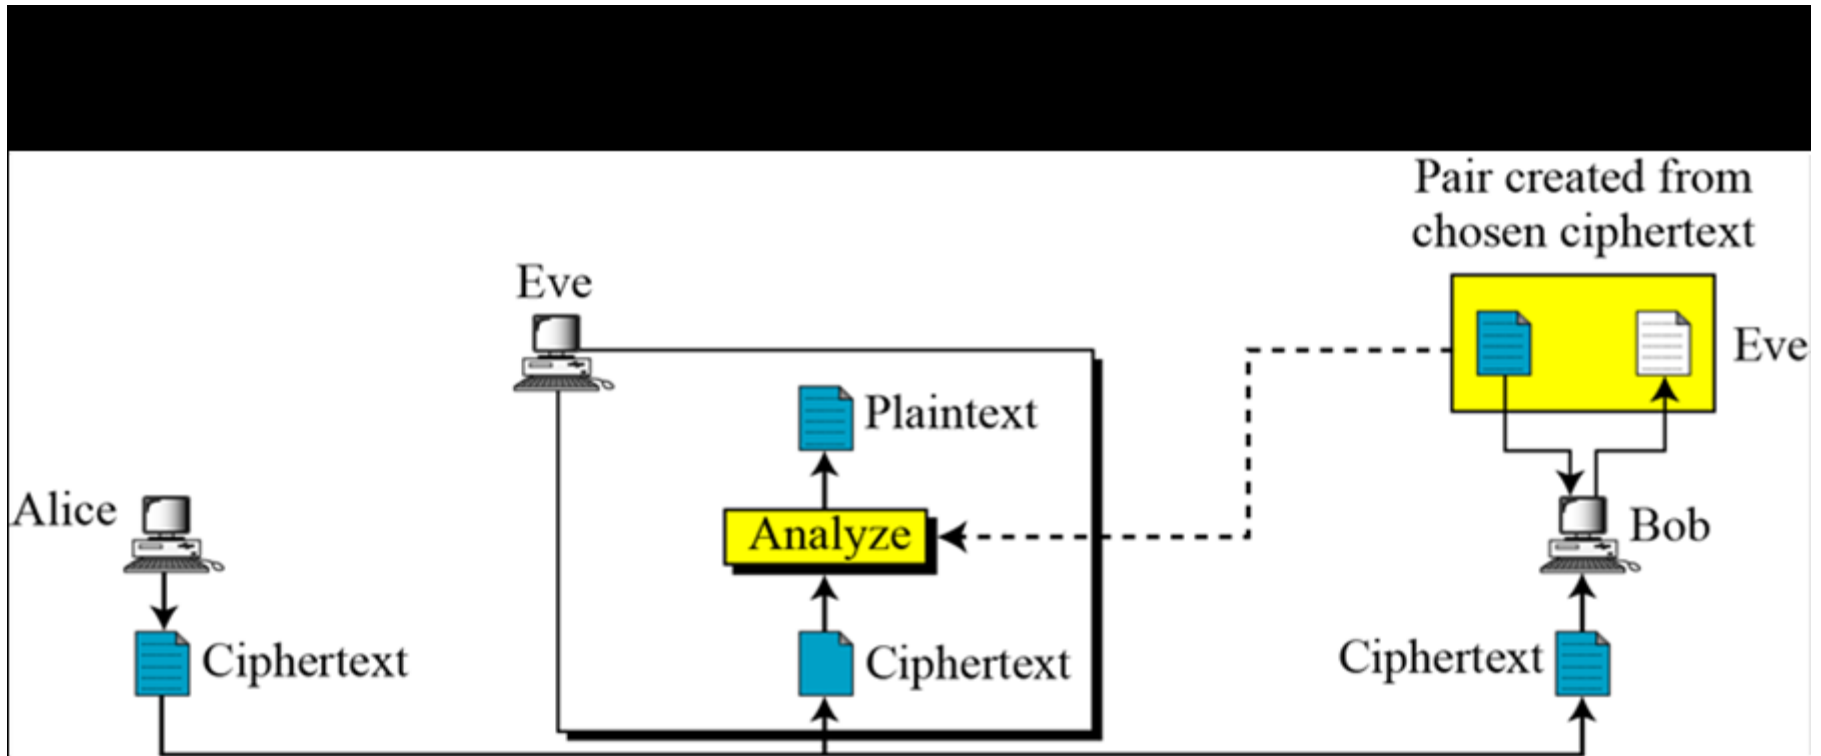 Pair created from
chosen ciphertext
Eve
Eve
Plaintext
Alice
Analyze
Bob
Ciphertext
Ciphertext
Ciphertext